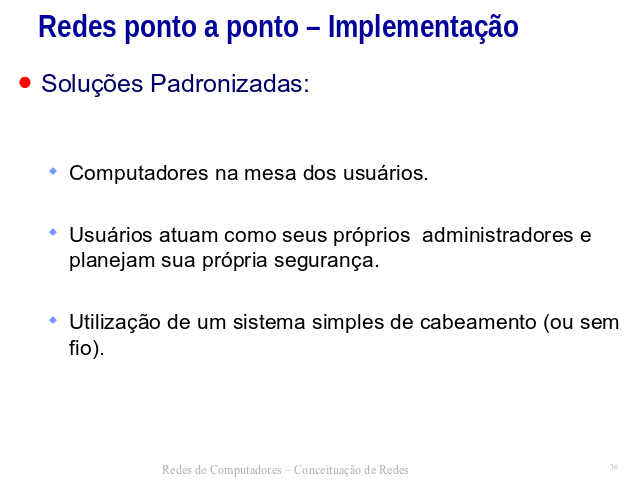 Redes ponto a ponto – Implementação
Soluções Padronizadas:
Computadores na mesa dos usuários.
Usuários atuam como seus próprios  administradores e
planejam sua própria segurança.
Utilização de um sistema simples de cabeamento (ou sem
fio).
Redes de Computadores – Conceituação de Redes
36